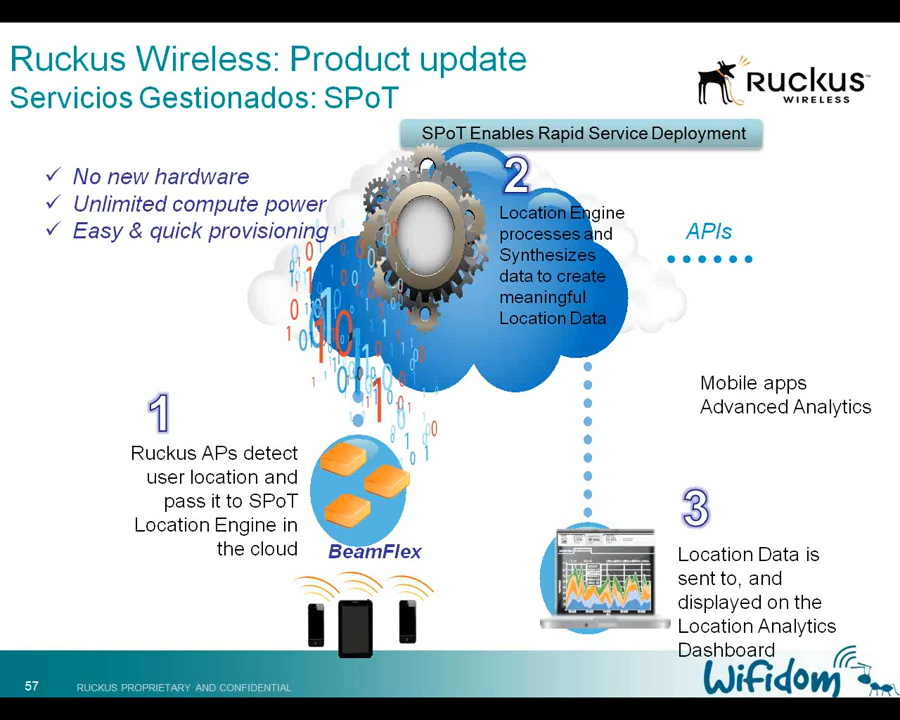 Ruckus Wireless: Product update
Servicios Gestionados: SPoT
RUCKUS™
WIRELESS
SPoT Enables Rapid Service Deployment
✓ No new hardware
✓ Unlimited compute power
✓ Easy & quick provisioning
2
Location Engine
processes and
Synthesizes
data to create
meaningful
Location Data
APIs
Mobile apps
Advanced Analytics
1
Ruckus APs detect
user location and
pass it to SPoT
Location Engine in
the cloud
BeamFlex
3
Location Data is
sent to, and
displayed on the
Location Analytics
Dashboard
57
RUCKUS PROPRIETARY AND CONFIDENTIAL
Wifidom